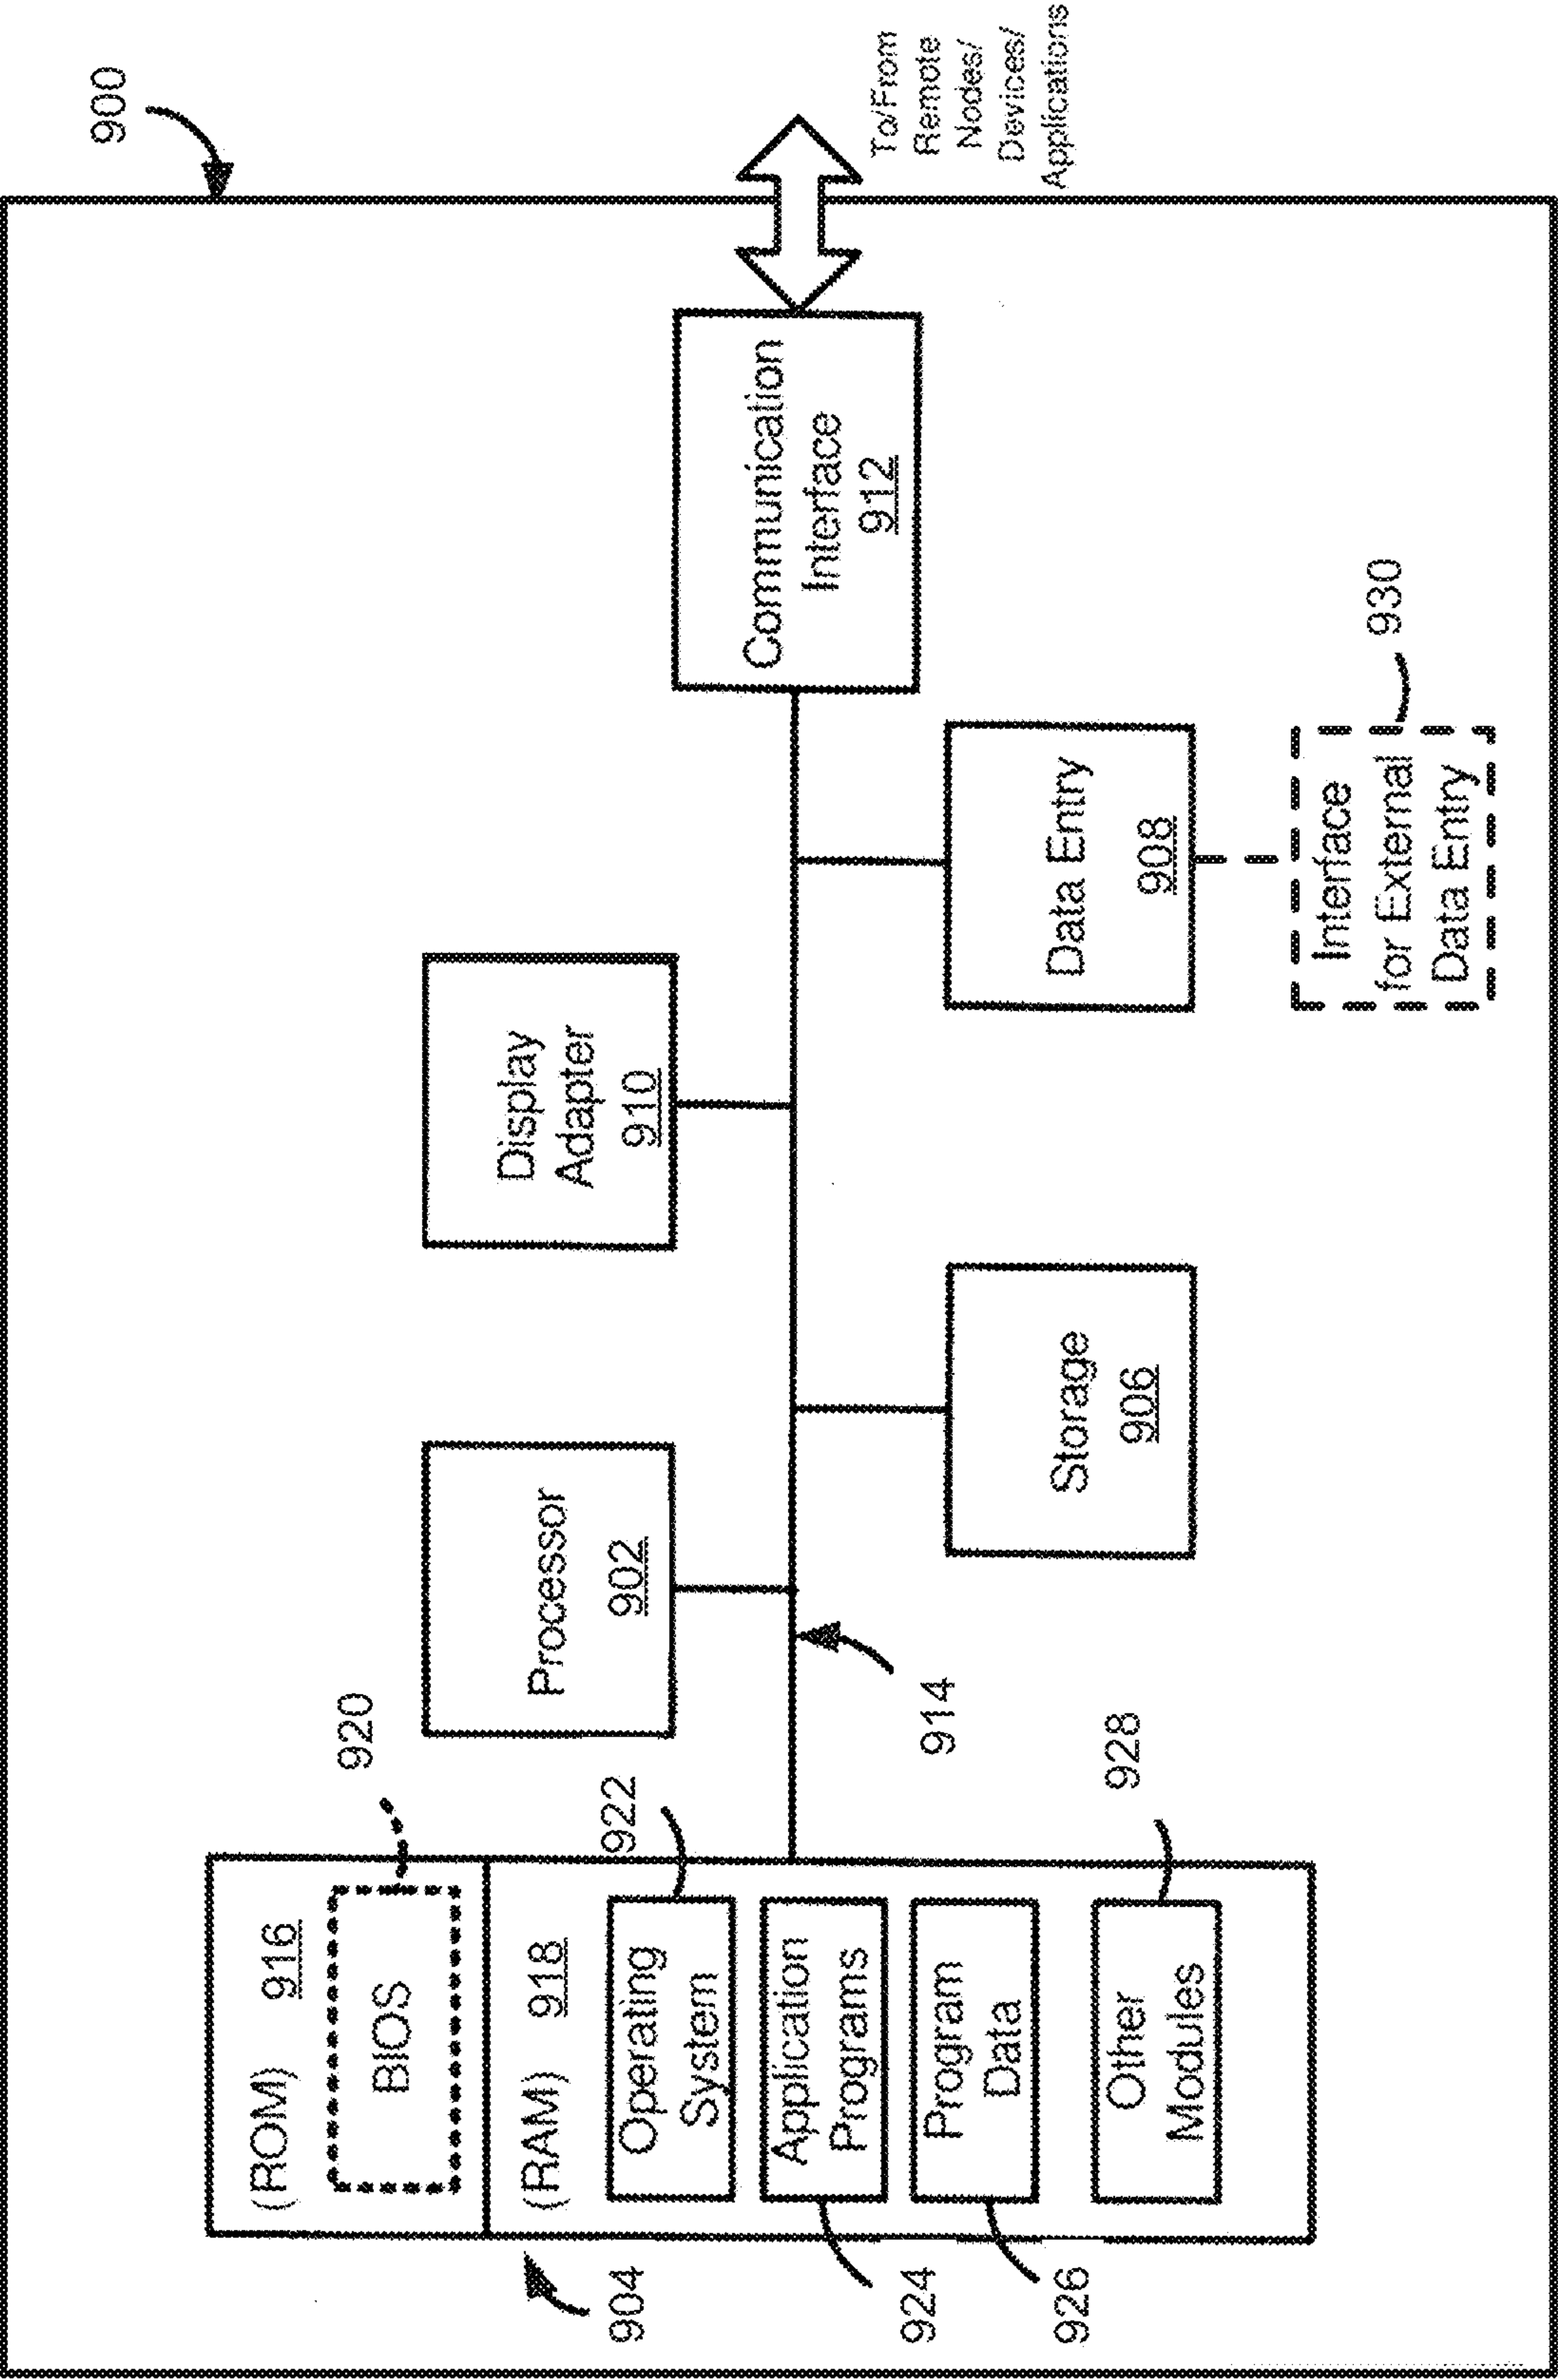 900
(ROM) 916
BIOS
920
(RAM) 918
Operating
System
922
Application
Programs
924
Program
Data
926
Other
Modules
928
904
Processor
902
914
Display
Adapter
910
Storage
906
Data Entry
908
Interface
for External
Data Entry
930
Communication
Interface
912
To/From
Remote
Nodes/
Devices/
Applications